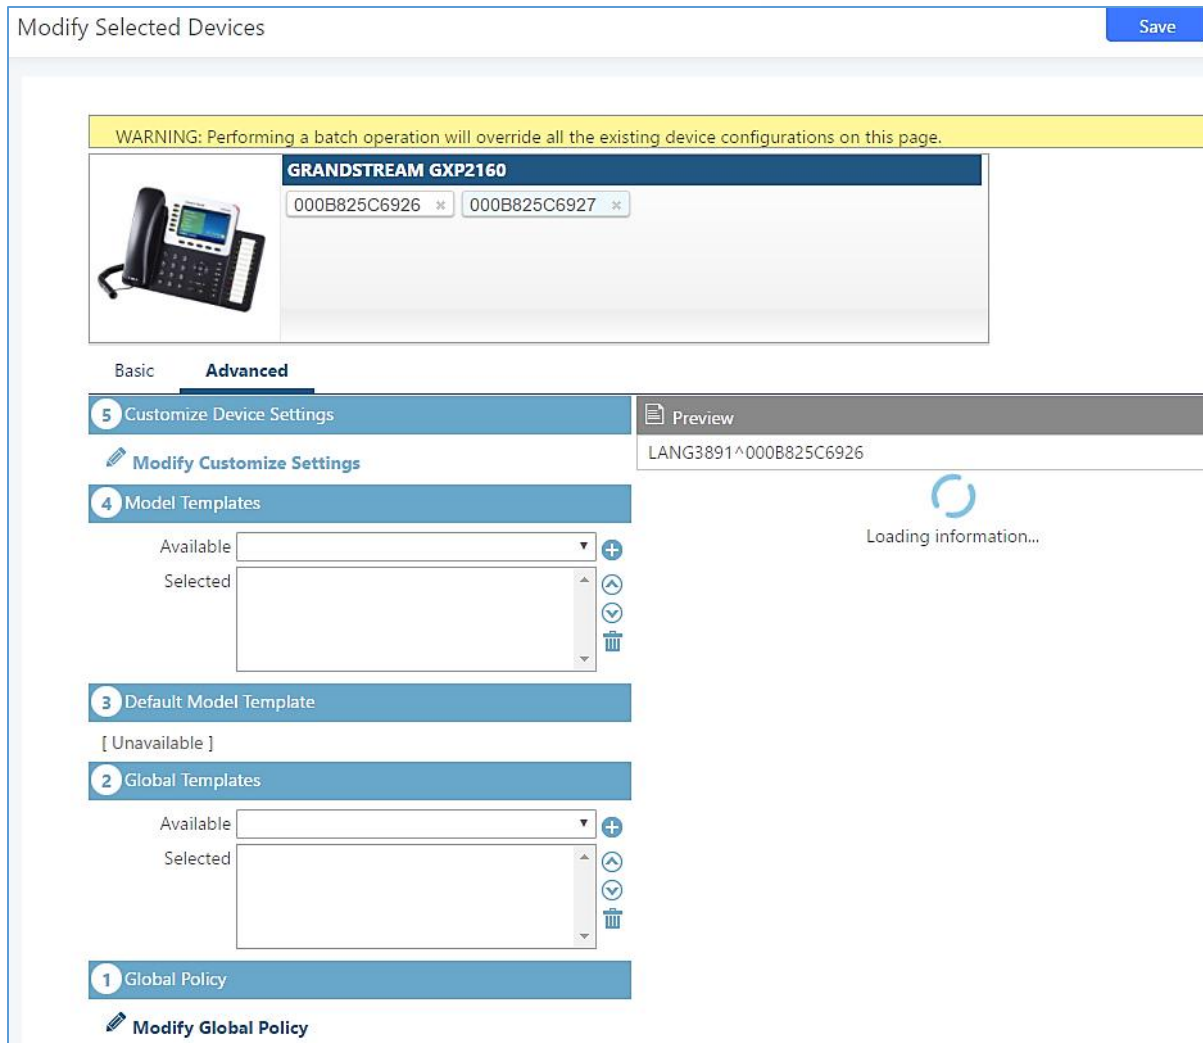 Modify Selected Devices
Save
WARNING: Performing a batch operation will override all the existing device configurations on this page.
GRANDSTREAM GXP2160
000B825C6926 × 000B825C6927 ×
Basic Advanced
5 Customize Device Settings
Modify Customize Settings
4 Model Templates
Available
Selected
3 Default Model Template
[ Unavailable ]
2 Global Templates
Available
Selected
1 Global Policy
Modify Global Policy
Preview
LANG3891^000B825C6926
Loading information...